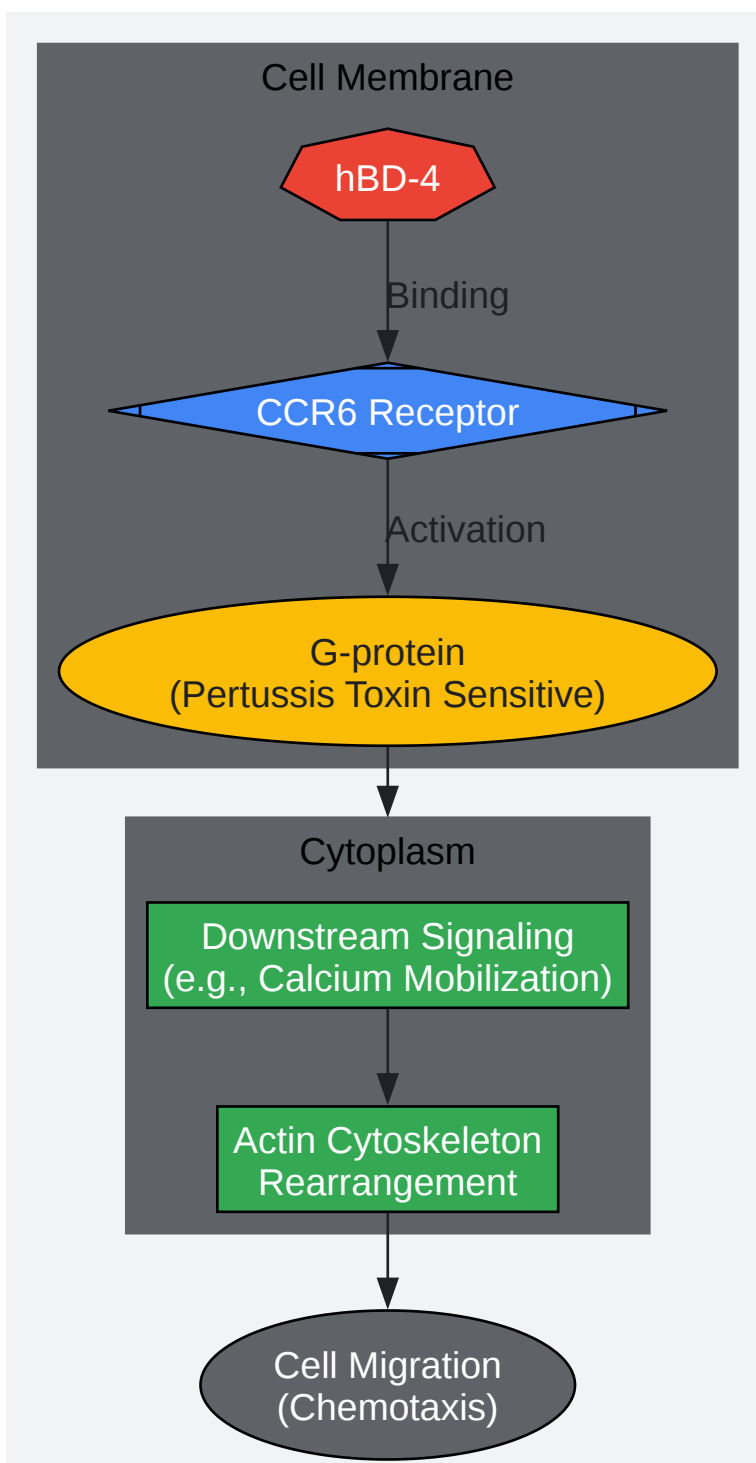 Cell Membrane
hBD-4
Binding
CCR6 Receptor
Activation
G-protein
(Pertussis Toxin Sensitive)
Cytoplasm
Downstream Signaling
(e.g., Calcium Mobilization)
Actin Cytoskeleton
Rearrangement
Cell Migration
(Chemotaxis)